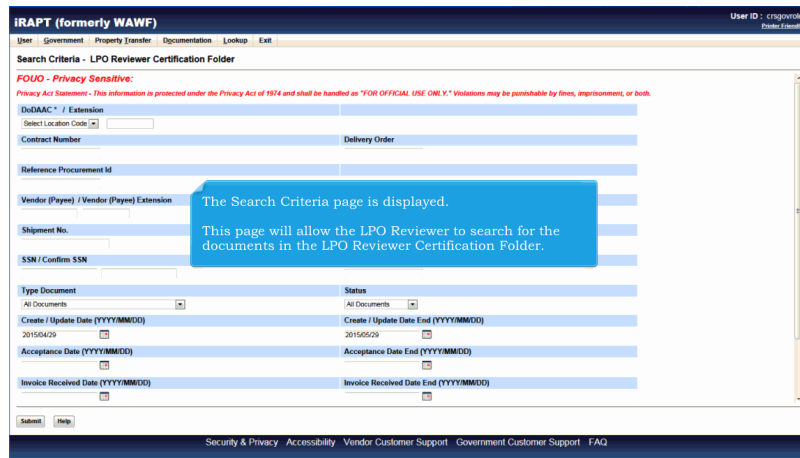 iRAPT (formerly WAWF)
User ID : crsgovrol
Printer Friendl
User Government Property Transfer Documentation Lookup Exit
Search Criteria - LPO Reviewer Certification Folder
FOUO - Privacy Sensitive:
Privacy Act Statement - This information is protected under the Privacy Act of 1974 and shall be handled as "FOR OFFICIAL USE ONLY." Violations may be punishable by fines, imprisonment, or both.
DoDAAC * / Extension
Select Location Code
Contract Number Delivery Order
Reference Procurement Id
Vendor (Payee) / Vendor (Payee) Extension
The Search Criteria page is displayed.
This page will allow the LPO Reviewer to search for the
documents in the LPO Reviewer Certification Folder.
Shipment No.
SSN / Confirm SSN
Type Document Status
All Documents All Documents
Create / Update Date (YYYY/MM/DD) Create / Update Date End (YYYY/MM/DD)
2015/04/29 2015/05/29
Acceptance Date (YYYY/MM/DD) Acceptance Date End (YYYY/MM/DD)
Invoice Received Date (YYYY/MM/DD) Invoice Received Date End (YYYY/MM/DD)
Submit Help
Security & Privacy Accessibility Vendor Customer Support Government Customer Support FAQ